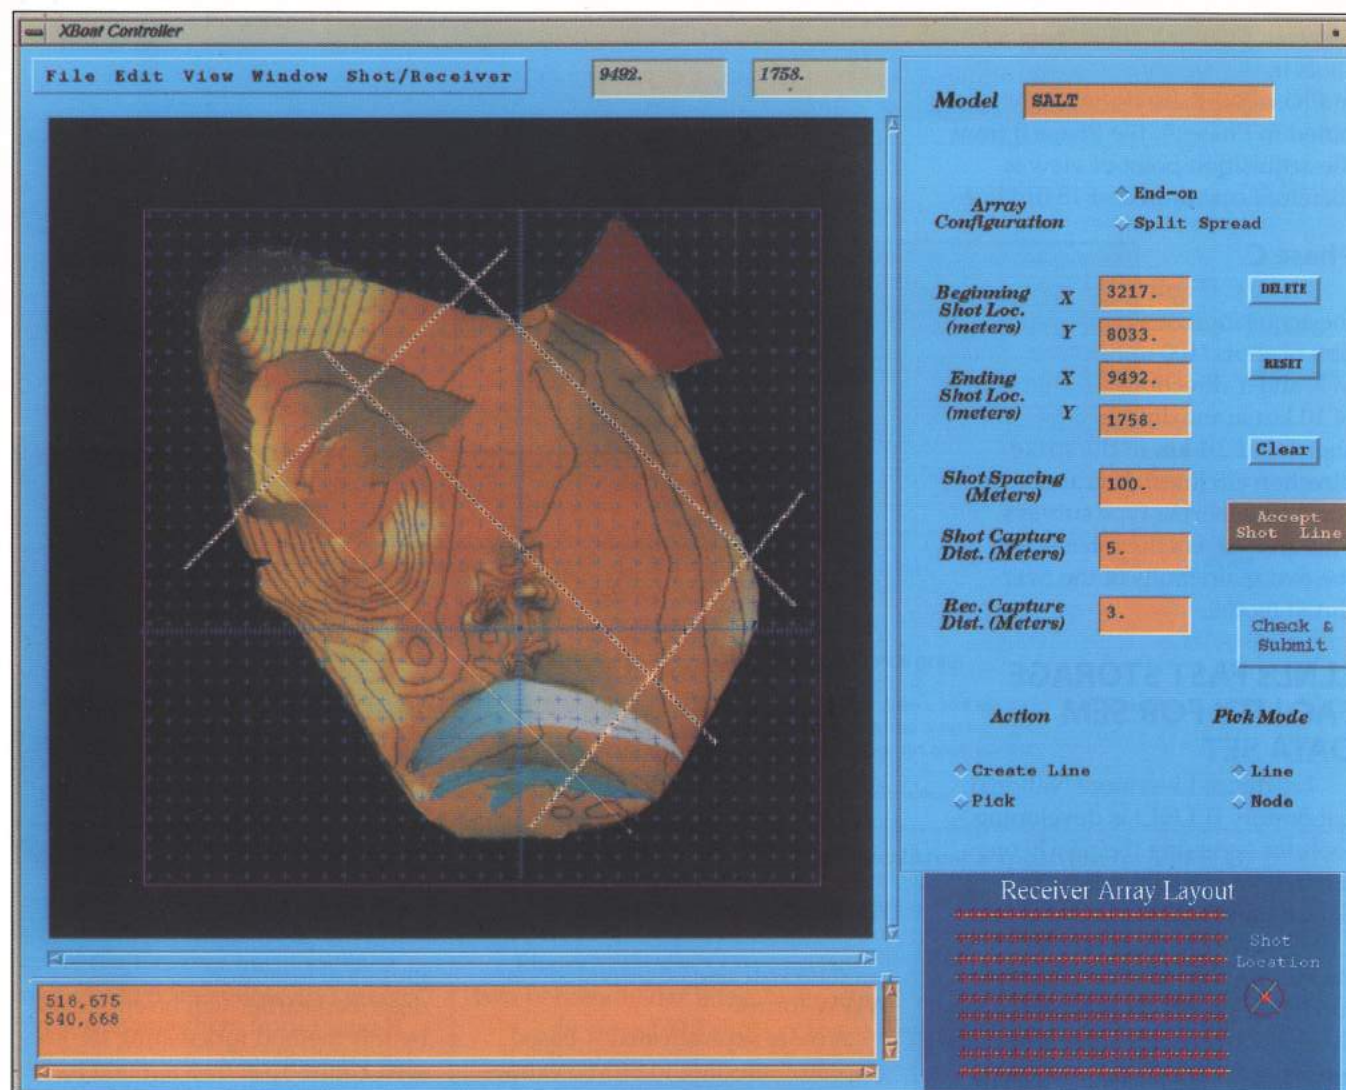 XBoat Controller
File Edit View Window Shot/Receiver
9492.
1758.
Model SALT
Array Configuration
End-on
Split Spread
Beginning Shot Loc. (meters)
X 3217.
Y 8033.
DELETE
Ending Shot Loc. (meters)
X 9492.
Y 1758.
RESET
Clear
Shot Spacing (Meters) 100.
Accept Shot Line
Shot Capture Dist. (Meters) 5.
Rec. Capture Dist. (Meters) 3.
Check & Submit
Action
Pick Mode
Create Line
Line
Pick
Node
518,675
540,668
Receiver Array Layout
Shot Location